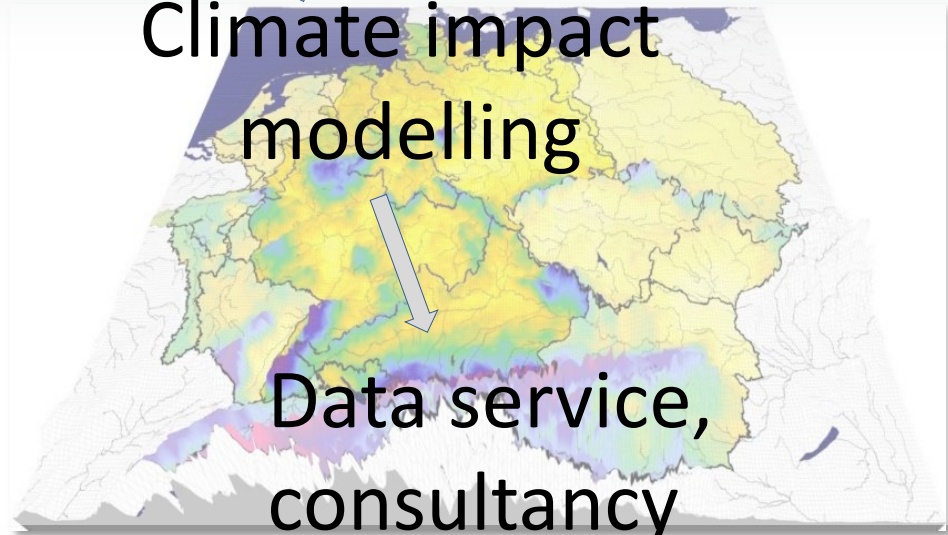 Climate impact
modelling
Data service,
consultancy